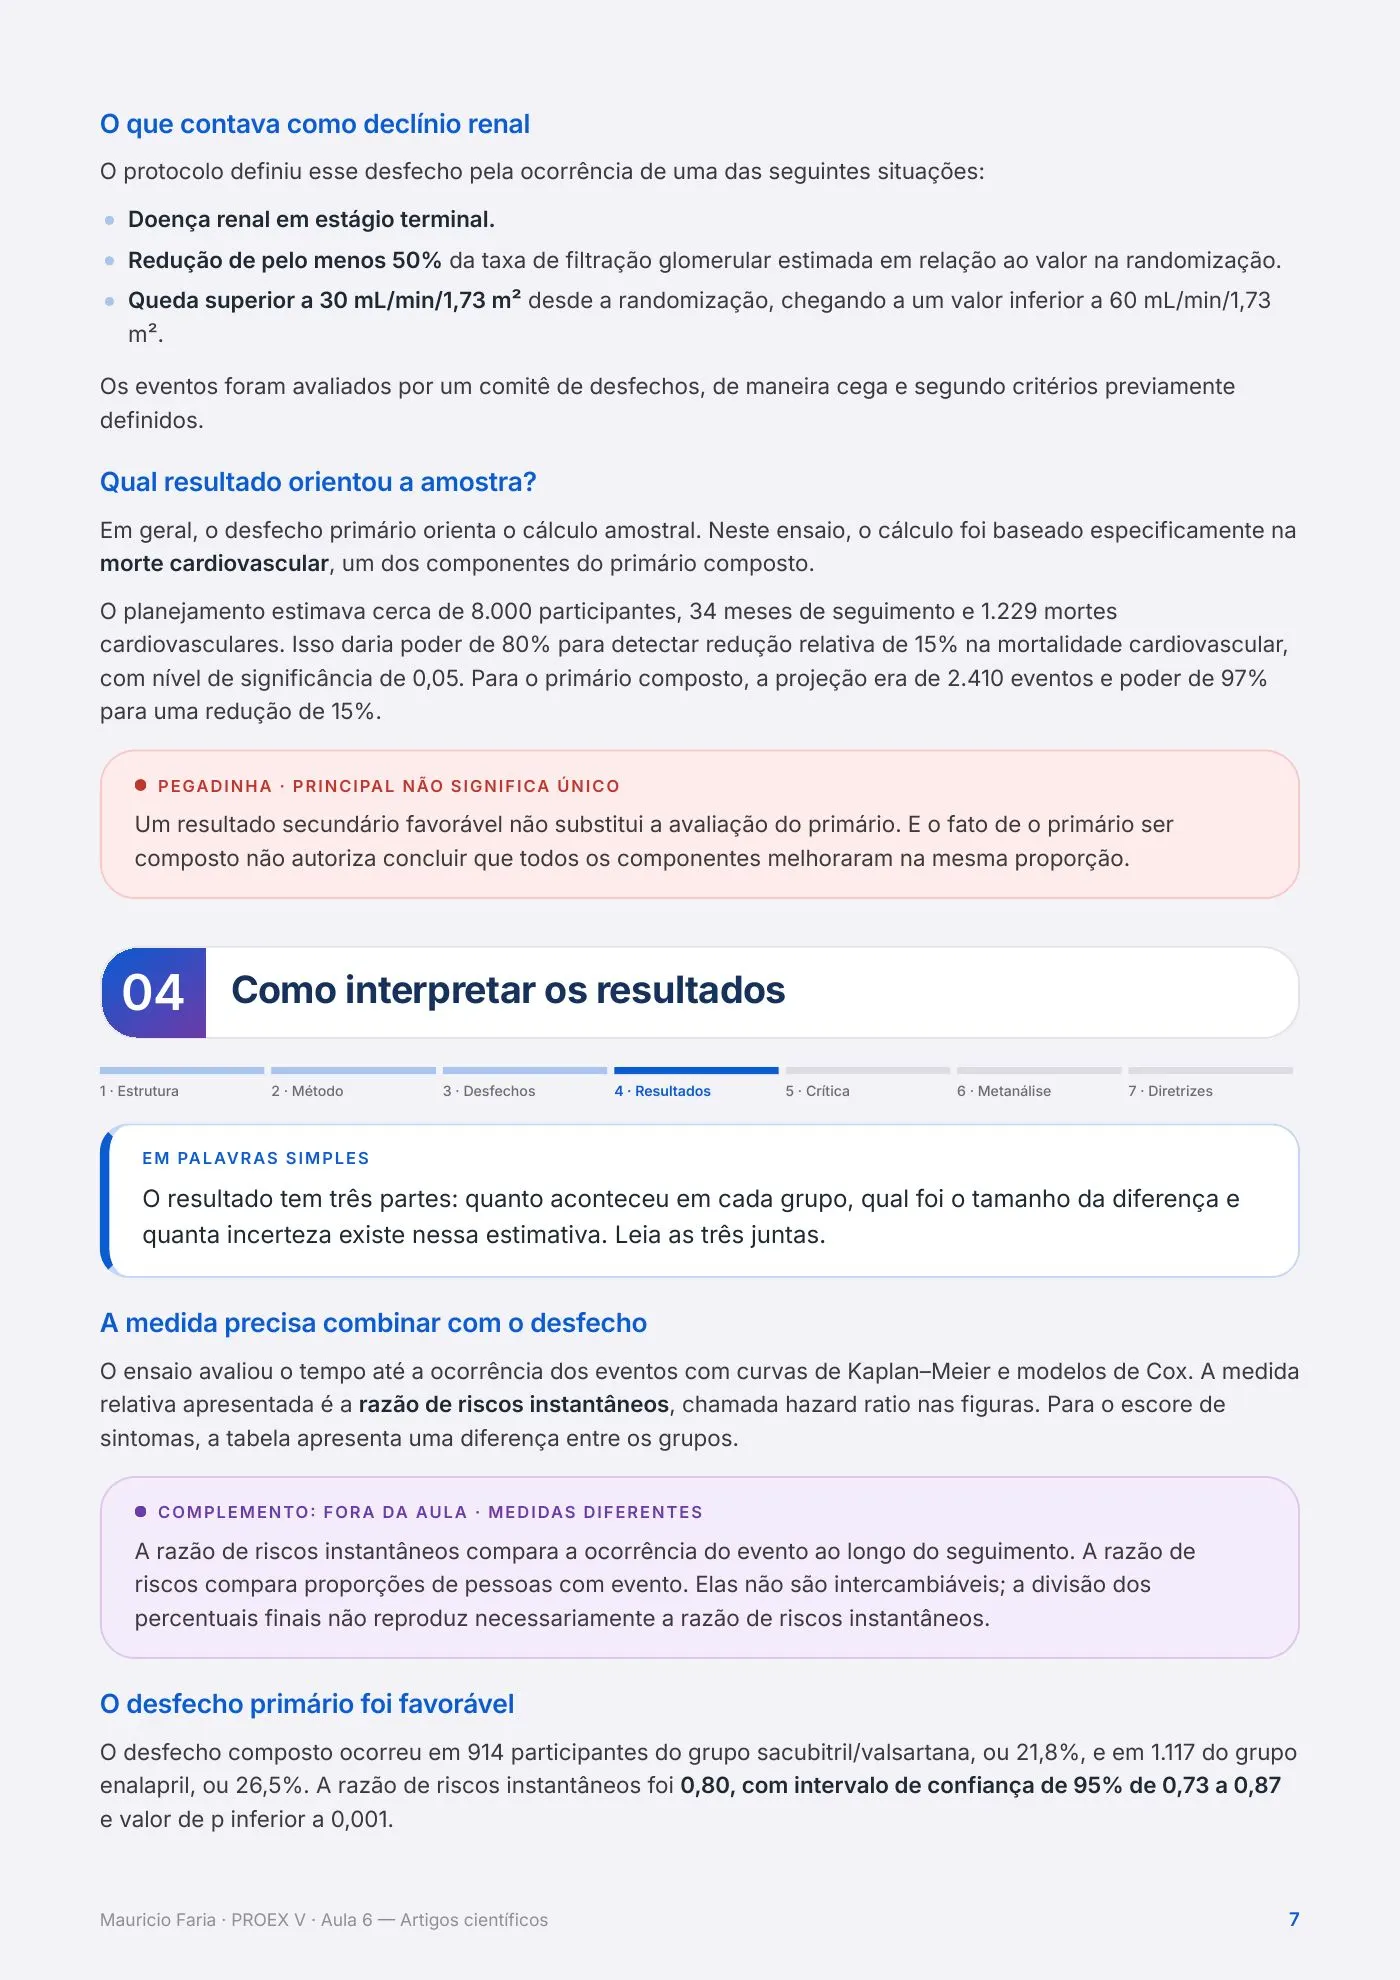 O que contava como declínio renal
O protocolo definiu esse desfecho pela ocorrência de uma das seguintes situações:
Doença renal em estágio terminal.
Redução de pelo menos 50% da taxa de filtração glomerular estimada em relação ao valor na randomização.
Queda superior a 30 mL/min/1,73 m² desde a randomização, chegando a um valor inferior a 60 mL/min/1,73
m².
Os eventos foram avaliados por um comitê de desfechos, de maneira cega e segundo critérios previamente
definidos.
Qual resultado orientou a amostra?
Em geral, o desfecho primário orienta o cálculo amostral. Neste ensaio, o cálculo foi baseado especificamente na
morte cardiovascular, um dos componentes do primário composto.
O planejamento estimava cerca de 8.000 participantes, 34 meses de seguimento e 1.229 mortes
cardiovasculares. Isso daria poder de 80% para detectar redução relativa de 15% na mortalidade cardiovascular,
com nível de significância de 0,05. Para o primário composto, a projeção era de 2.410 eventos e poder de 97%
para uma redução de 15%.
PEGADINHA · PRINCIPAL NÃO SIGNIFICA ÚNICO
Um resultado secundário favorável não substitui a avaliação do primário. E o fato de o primário ser
composto não autoriza concluir que todos os componentes melhoraram na mesma proporção.
04 Como interpretar os resultados
1 · Estrutura 2 · Método 3 · Desfechos 4 · Resultados 5 · Crítica 6 · Metanálise 7 · Diretrizes
EM PALAVRAS SIMPLES
O resultado tem três partes: quanto aconteceu em cada grupo, qual foi o tamanho da diferença e
quanta incerteza existe nessa estimativa. Leia as três juntas.
A medida precisa combinar com o desfecho
O ensaio avaliou o tempo até a ocorrência dos eventos com curvas de Kaplan–Meier e modelos de Cox. A medida
relativa apresentada é a razão de riscos instantâneos, chamada hazard ratio nas figuras. Para o escore de
sintomas, a tabela apresenta uma diferença entre os grupos.
COMPLEMENTO: FORA DA AULA · MEDIDAS DIFERENTES
A razão de riscos instantâneos compara a ocorrência do evento ao longo do seguimento. A razão de
riscos compara proporções de pessoas com evento. Elas não são intercambiáveis; a divisão dos
percentuais finais não reproduz necessariamente a razão de riscos instantâneos.
O desfecho primário foi favorável
O desfecho composto ocorreu em 914 participantes do grupo sacubitril/valsartana, ou 21,8%, e em 1.117 do grupo
enalapril, ou 26,5%. A razão de riscos instantâneos foi 0,80, com intervalo de confiança de 95% de 0,73 a 0,87
e valor de p inferior a 0,001.
Mauricio Faria · PROEX V · Aula 6 — Artigos científicos 7